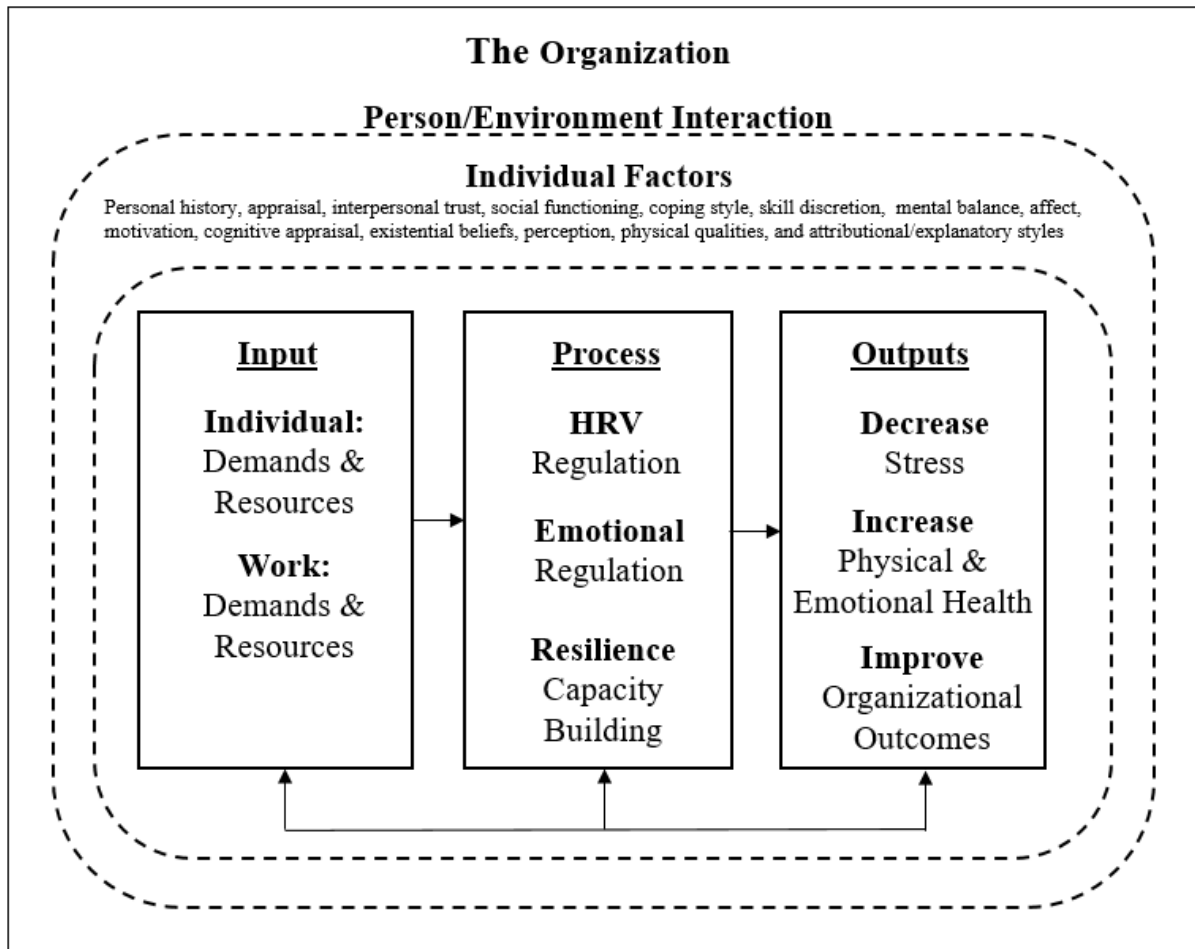 The Organization
Person/Environment Interaction
Individual Factors
Personal history, appraisal, interpersonal trust, social functioning, coping style, skill discretion, mental balance, affect,
motivation, cognitive appraisal, existential beliefs, perception, physical qualities, and attributional/explanatory styles
Input
Individual:
Demands &
Resources
Work:
Demands &
Resources
Process
HRV
Regulation
Emotional
Regulation
Resilience
Capacity
Building
Outputs
Decrease
Stress
Increase
Physical &
Emotional Health
Improve
Organizational
Outcomes